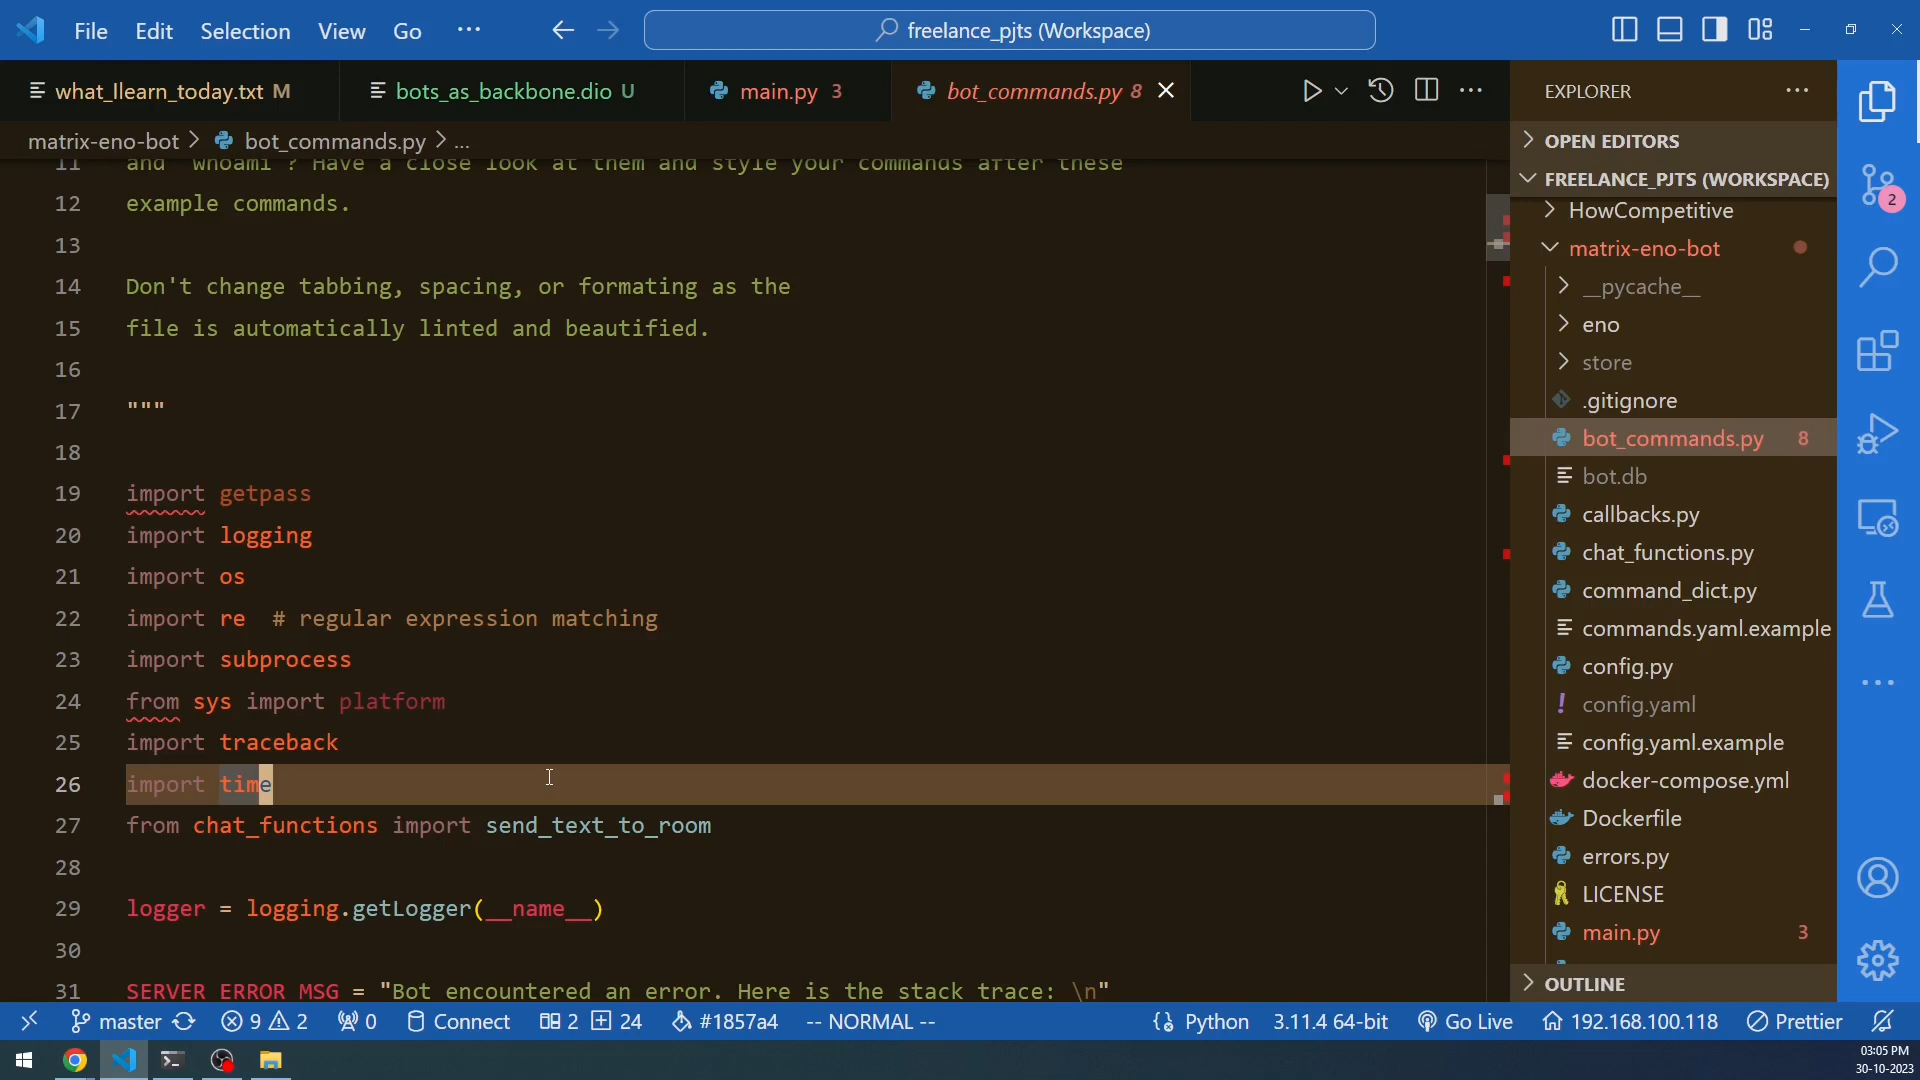 File Edit Selection View Go ··· freelance_pjts (Workspace)
what_Ilearn_today.txt M bots_as_backbone.dio U main.py 3 bot_commands.py 8
matrix-eno-bot > bot_commands.py > ...
11 and "whoami"? Have a close look at them and style your commands after these
12 example commands.
13
14 Don't change tabbing, spacing, or formating as the
15 file is automatically linted and beautified.
16
17 """
18
19 import getpass
20 import logging
21 import os
22 import re # regular expression matching
23 import subprocess
24 from sys import platform
25 import traceback
26 import time
27 from chat_functions import send_text_to_room
28
29 logger = logging.getLogger(__name__)
30
31 SERVER_ERROR_MSG = "Bot encountered an error. Here is the stack trace: \n"
EXPLORER
OPEN EDITORS
FREELANCE_PJTS (WORKSPACE)
HowCompetitive
matrix-eno-bot
__pycache__
eno
store
.gitignore
bot_commands.py 8
bot.db
callbacks.py
chat_functions.py
command_dict.py
commands.yaml.example
config.py
config.yaml
config.yaml.example
docker-compose.yml
Dockerfile
errors.py
LICENSE
main.py 3
OUTLINE
2
master 9 2 0 Connect 2 24 #1857a4 -- NORMAL -- Python 3.11.4 64-bit Go Live 192.168.100.118 Prettier
03:05 PM
30-10-2023